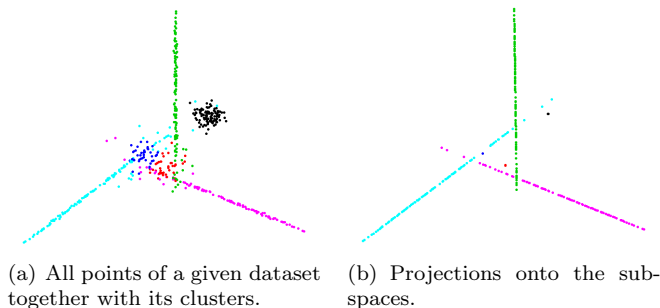 (a) All points of a given dataset
together with its clusters.
(b) Projections onto the sub-
spaces.